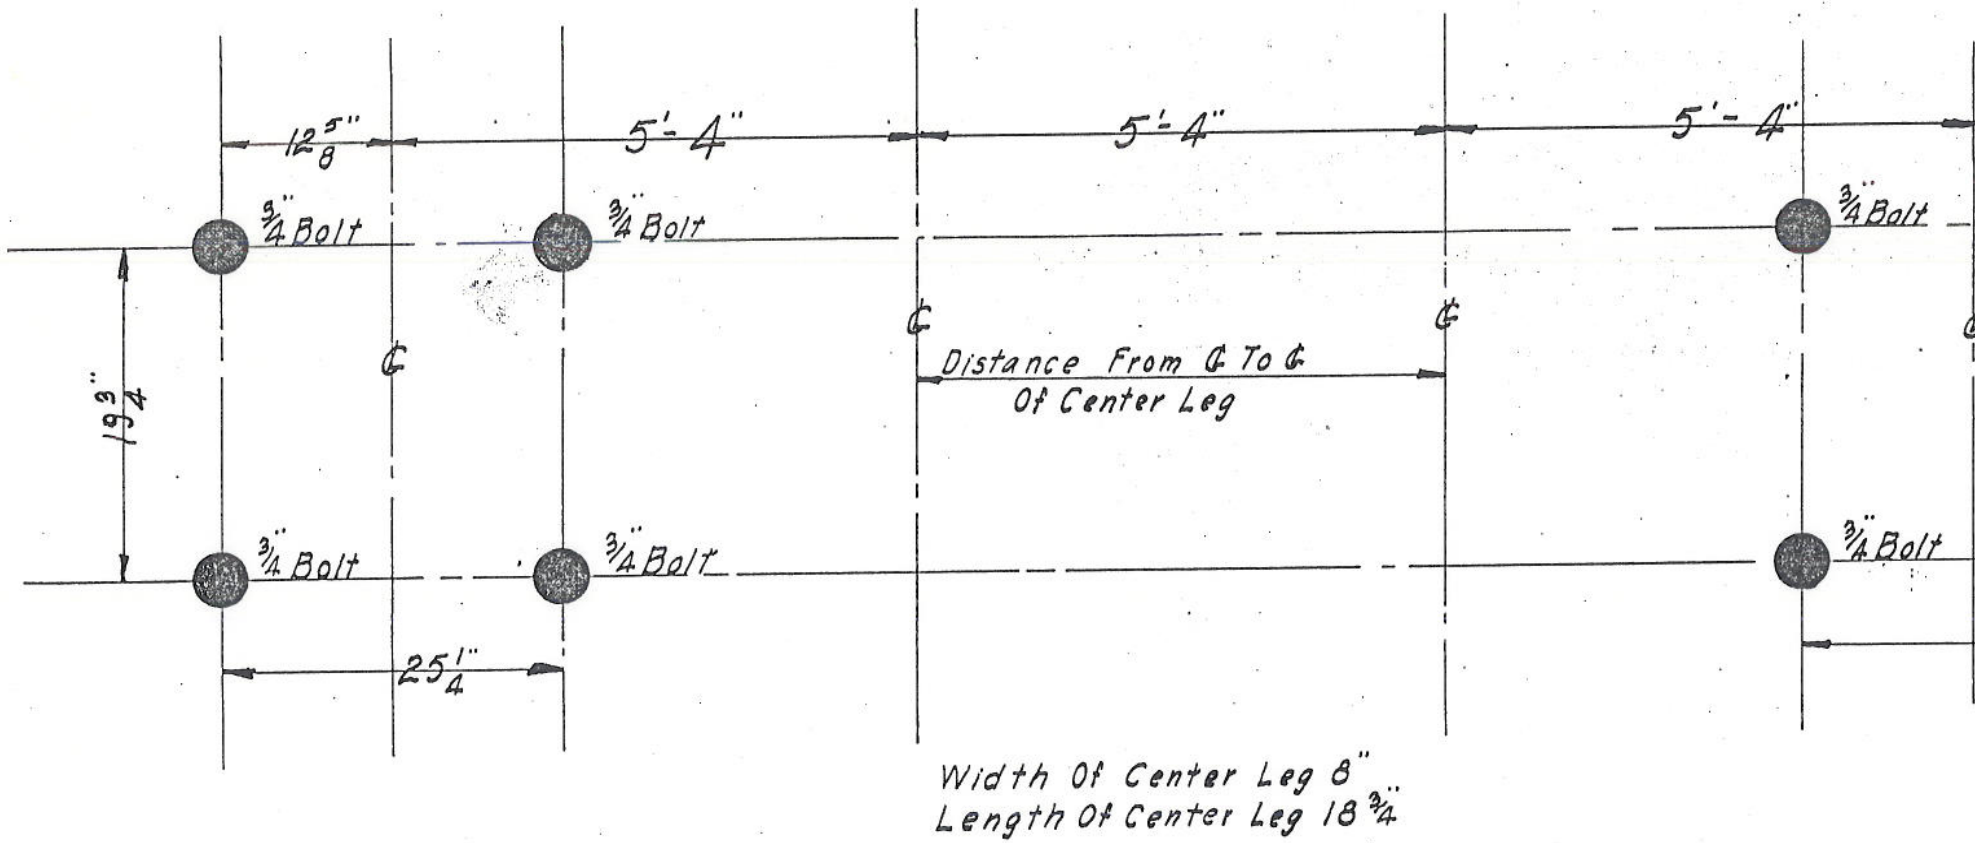 12 5/8"
5'-4"
5'-4"
5'-4"
3/4" Bolt
3/4" Bolt
3/4" Bolt
℄
℄
℄
Distance From ℄ To ℄
Of Center Leg
19 3/4"
3/4" Bolt
3/4" Bolt
3/4" Bolt
25 1/4"
Width Of Center Leg 8"
Length Of Center Leg 18 3/4"